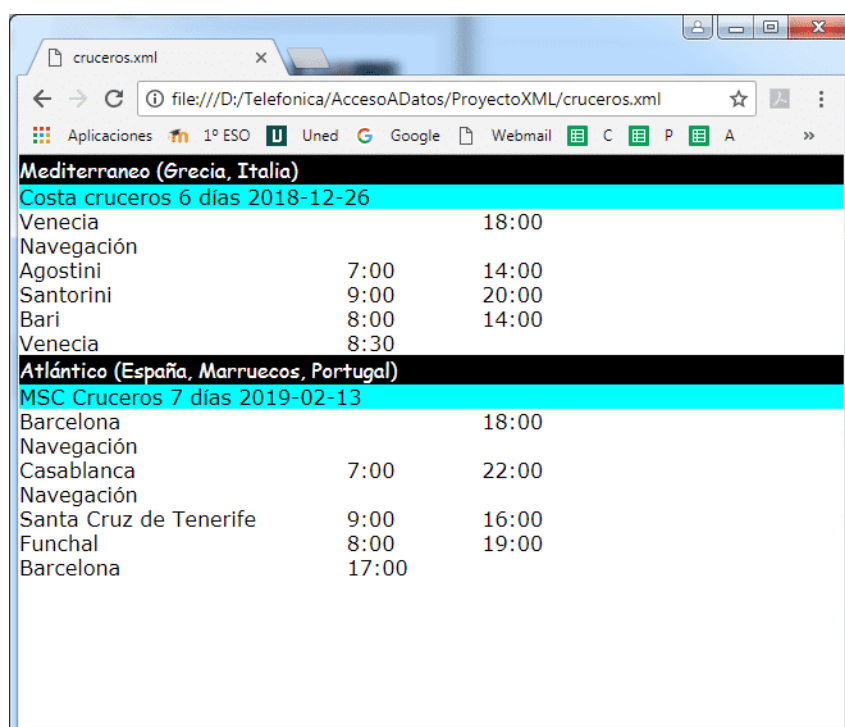 cruceros.xml
file:///D:/Telefonica/AccesoADatos/ProyectoXML/cruceros.xml
Aplicaciones 1º ESO U Uned G Google Webmail C P A »
Mediterraneo (Grecia, Italia)
Costa cruceros 6 días 2018-12-26
Venecia 18:00
Navegación
Agostini 7:00 14:00
Santorini 9:00 20:00
Bari 8:00 14:00
Venecia 8:30
Atlántico (España, Marruecos, Portugal)
MSC Cruceros 7 días 2019-02-13
Barcelona 18:00
Navegación
Casablanca 7:00 22:00
Navegación
Santa Cruz de Tenerife 9:00 16:00
Funchal 8:00 19:00
Barcelona 17:00